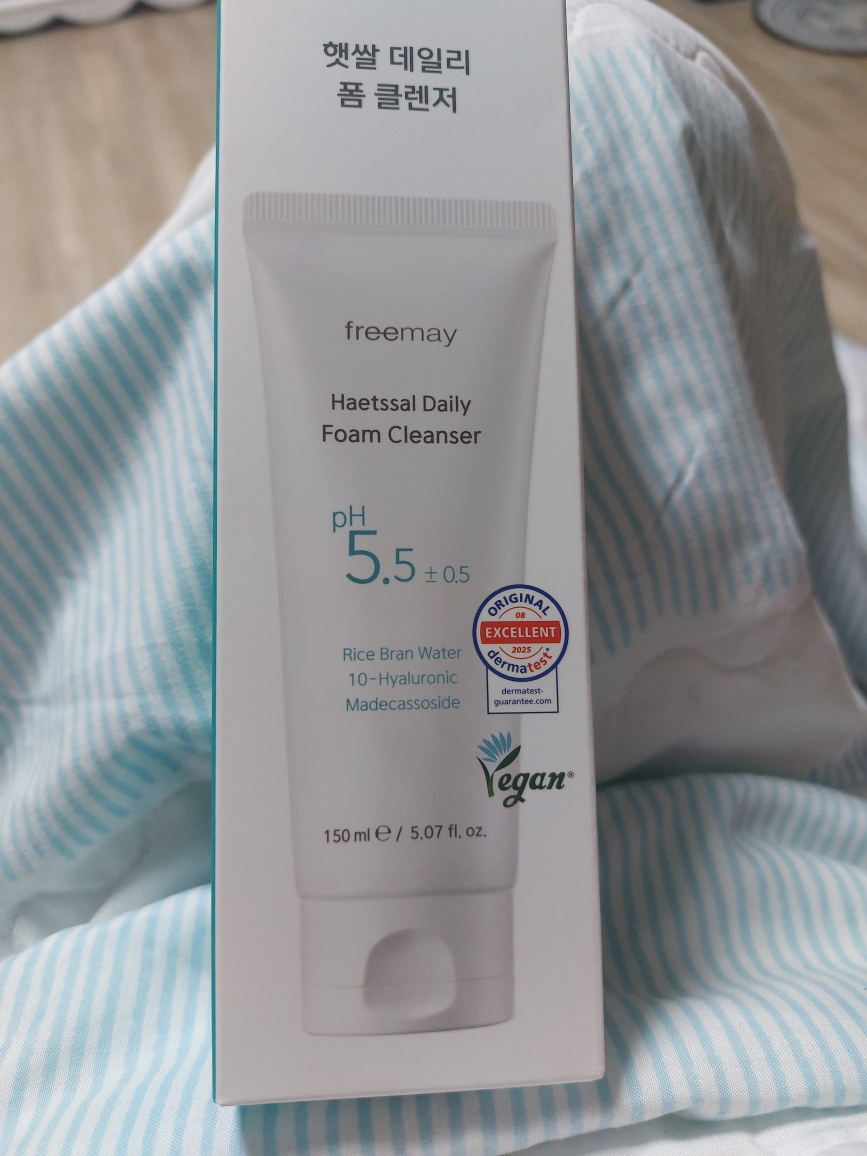 햇쌀 데일리
폼 클렌저
freemay
Haetssal Daily
Foam Cleanser
pH
5.5 ± 0.5
ORIGINAL
08
EXCELLENT
2025
dermatest®
dermatest-
guarantee.com
Rice Bran Water
10-Hyaluronic
Madecassoside
Vegan®
150 ml ℮ / 5.07 fl. oz.